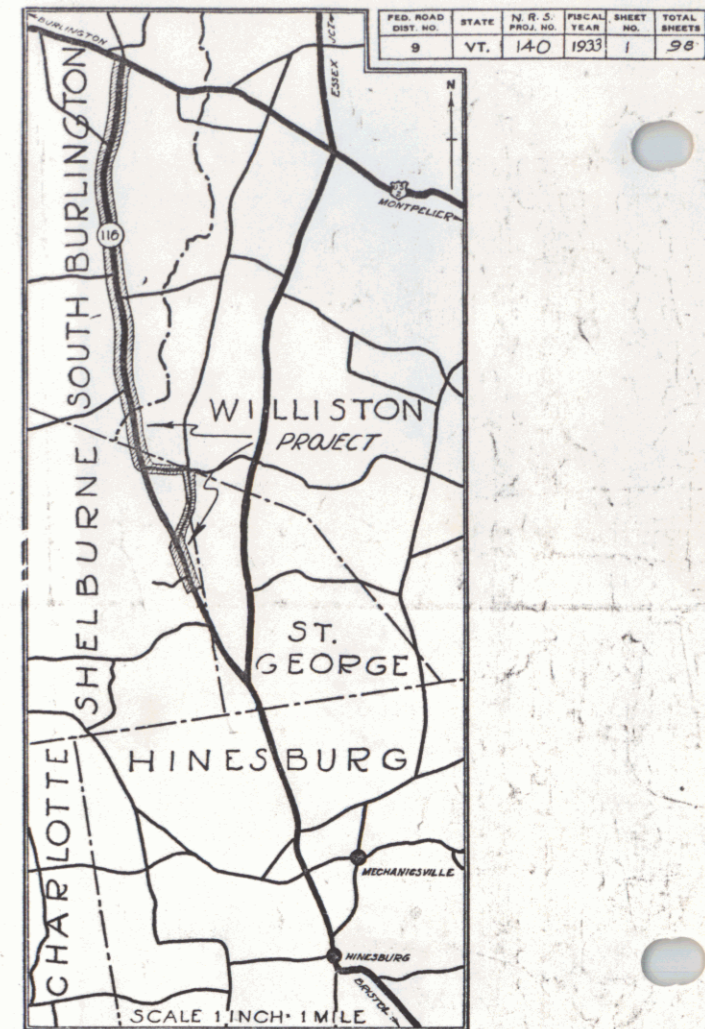 FED. ROAD DIST. NO. STATE N. R. S. PROJ. NO. FISCAL YEAR SHEET NO. TOTAL SHEETS
9 VT. 140 1933 1 98
BURLINGTON
ESSEX JCT.
N
U.S. 2
MONTPELIER
SOUTH BURLINGTON
116
WILLISTON
PROJECT
SHELBURNE
ST.
GEORGE
HINESBURG
CHARLOTTE
MECHANICSVILLE
HINESBURG
BRISTOL
SCALE 1 INCH = 1 MILE